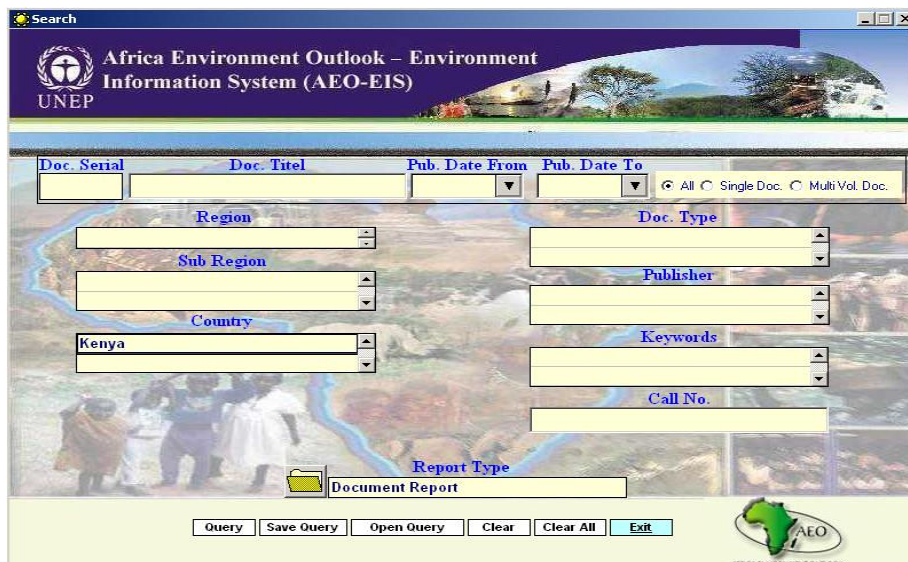 Search
Africa Environment Outlook – Environment
Information System (AEO-EIS)
UNEP
Doc. Serial Doc. Titel Pub. Date From Pub. Date To
All Single Doc. Multi Vol. Doc.
Region
Doc. Type
Sub Region
Publisher
Country
Kenya
Keywords
Call No.
Report Type
Document Report
Query Save Query Open Query Clear Clear All Exit
AEO